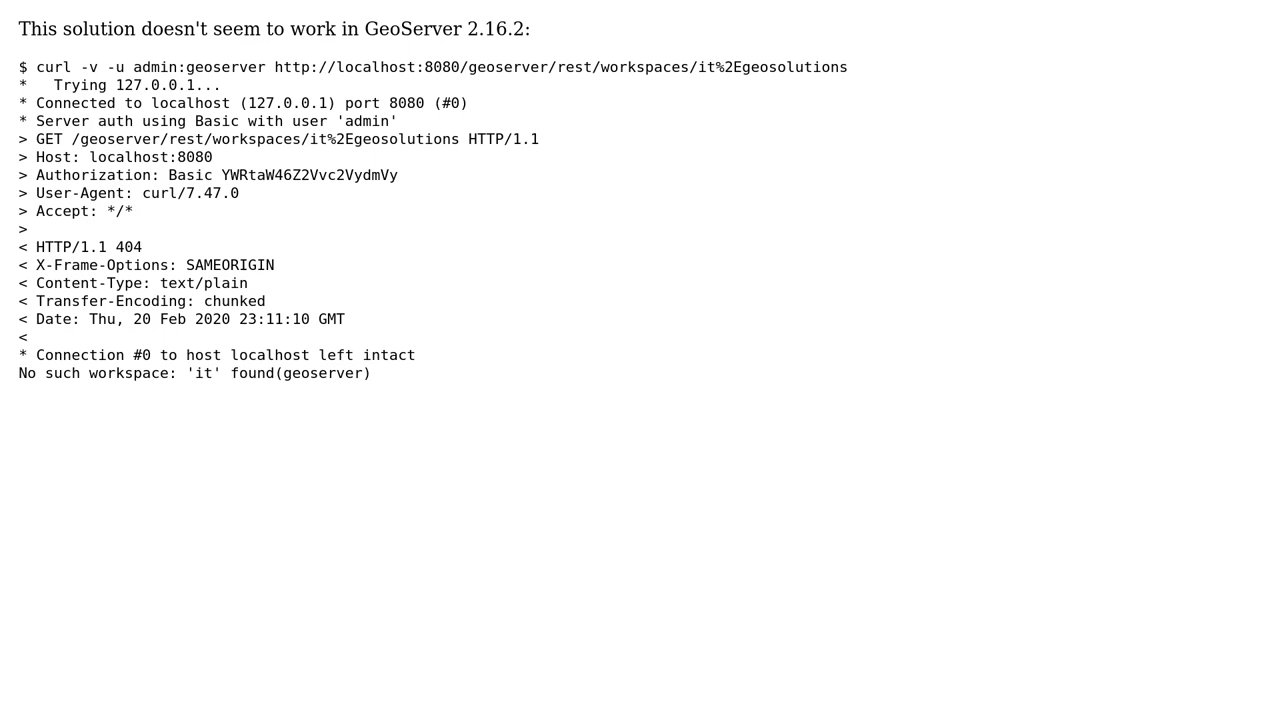 This solution doesn't seem to work in GeoServer 2.16.2:
$ curl -v -u admin:geoserver http://localhost:8080/geoserver/rest/workspaces/it%2Egeosolutions
*   Trying 127.0.0.1...
* Connected to localhost (127.0.0.1) port 8080 (#0)
* Server auth using Basic with user 'admin'
> GET /geoserver/rest/workspaces/it%2Egeosolutions HTTP/1.1
> Host: localhost:8080
> Authorization: Basic YWRtaW46Z2Vvc2VydmVy
> User-Agent: curl/7.47.0
> Accept: */*
>
< HTTP/1.1 404
< X-Frame-Options: SAMEORIGIN
< Content-Type: text/plain
< Transfer-Encoding: chunked
< Date: Thu, 20 Feb 2020 23:11:10 GMT
<
* Connection #0 to host localhost left intact
No such workspace: 'it' found(geoserver)